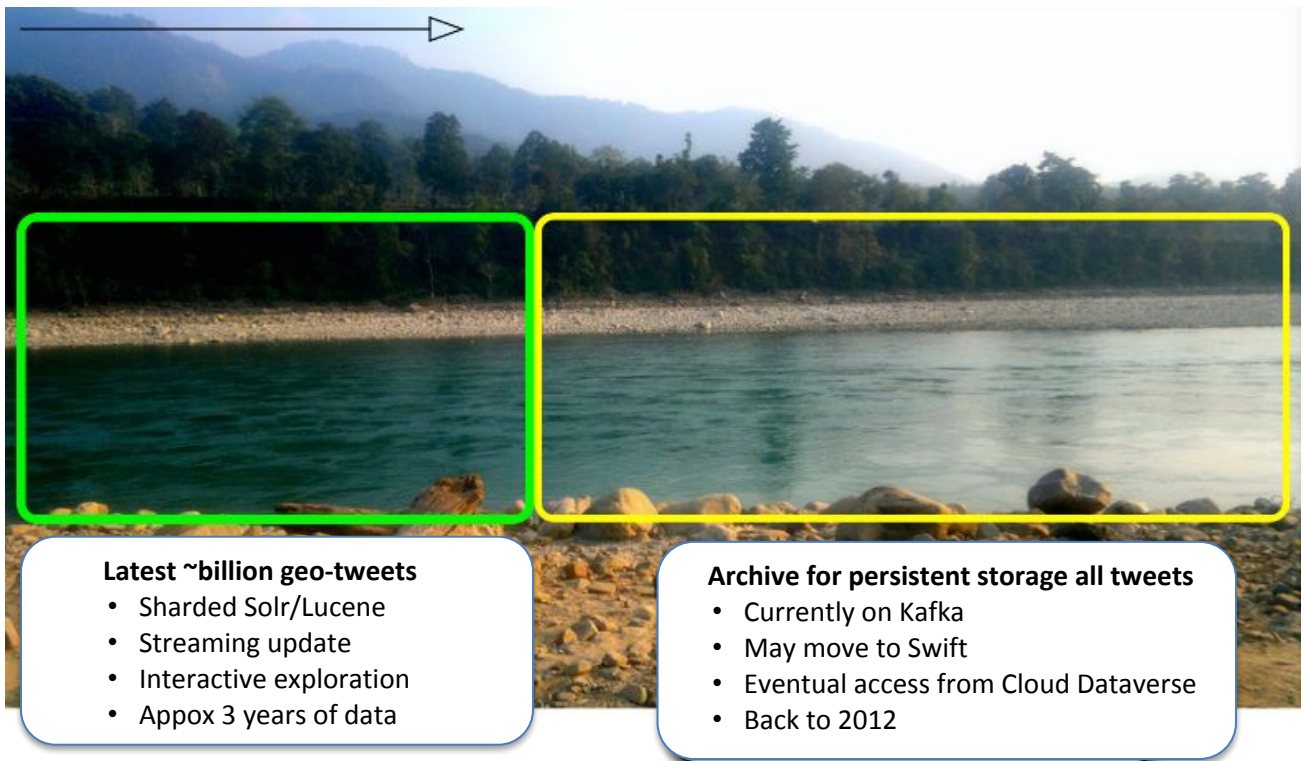 Latest ~billion geo-tweets
• Sharded Solr/Lucene
• Streaming update
• Interactive exploration
• Appox 3 years of data
Archive for persistent storage all tweets
• Currently on Kafka
• May move to Swift
• Eventual access from Cloud Dataverse
• Back to 2012